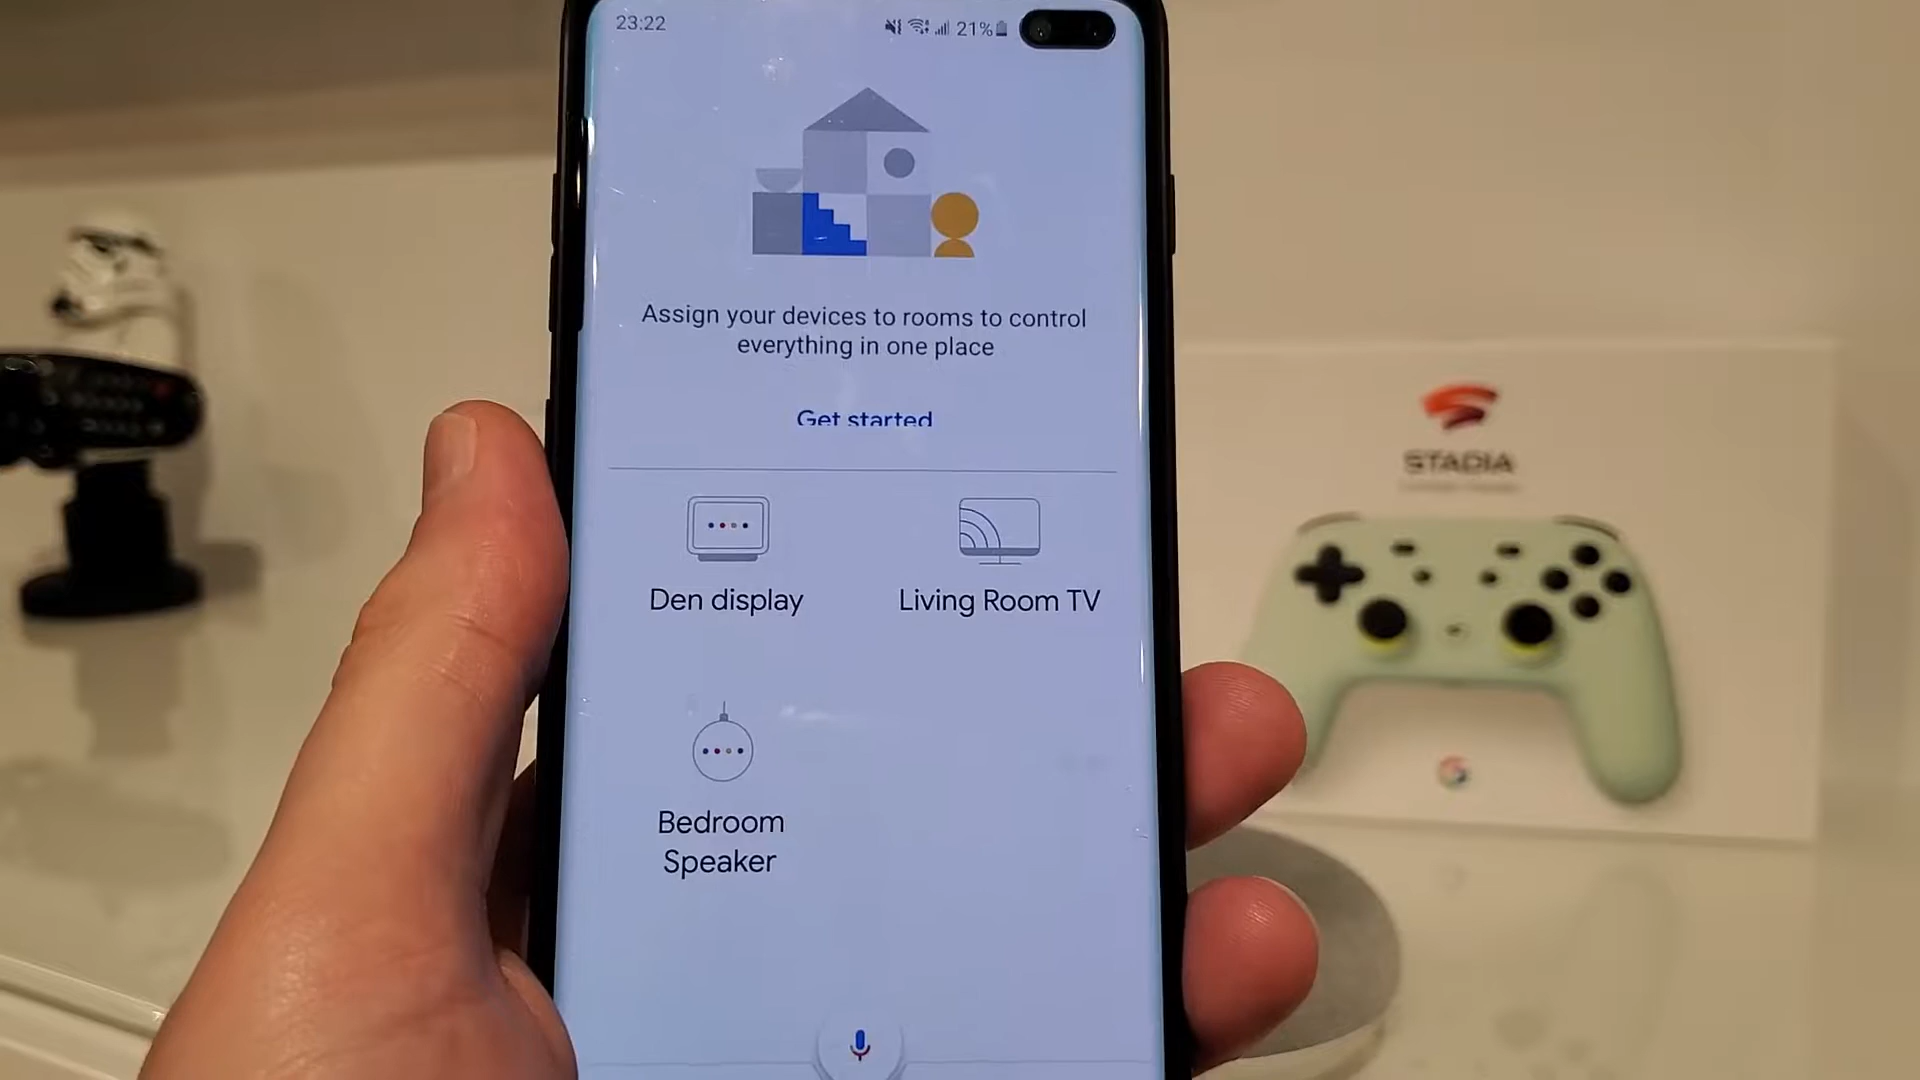 23:22
21%
Assign your devices to rooms to control
everything in one place
Get started
Den display
Living Room TV
Bedroom
Speaker
STADIA